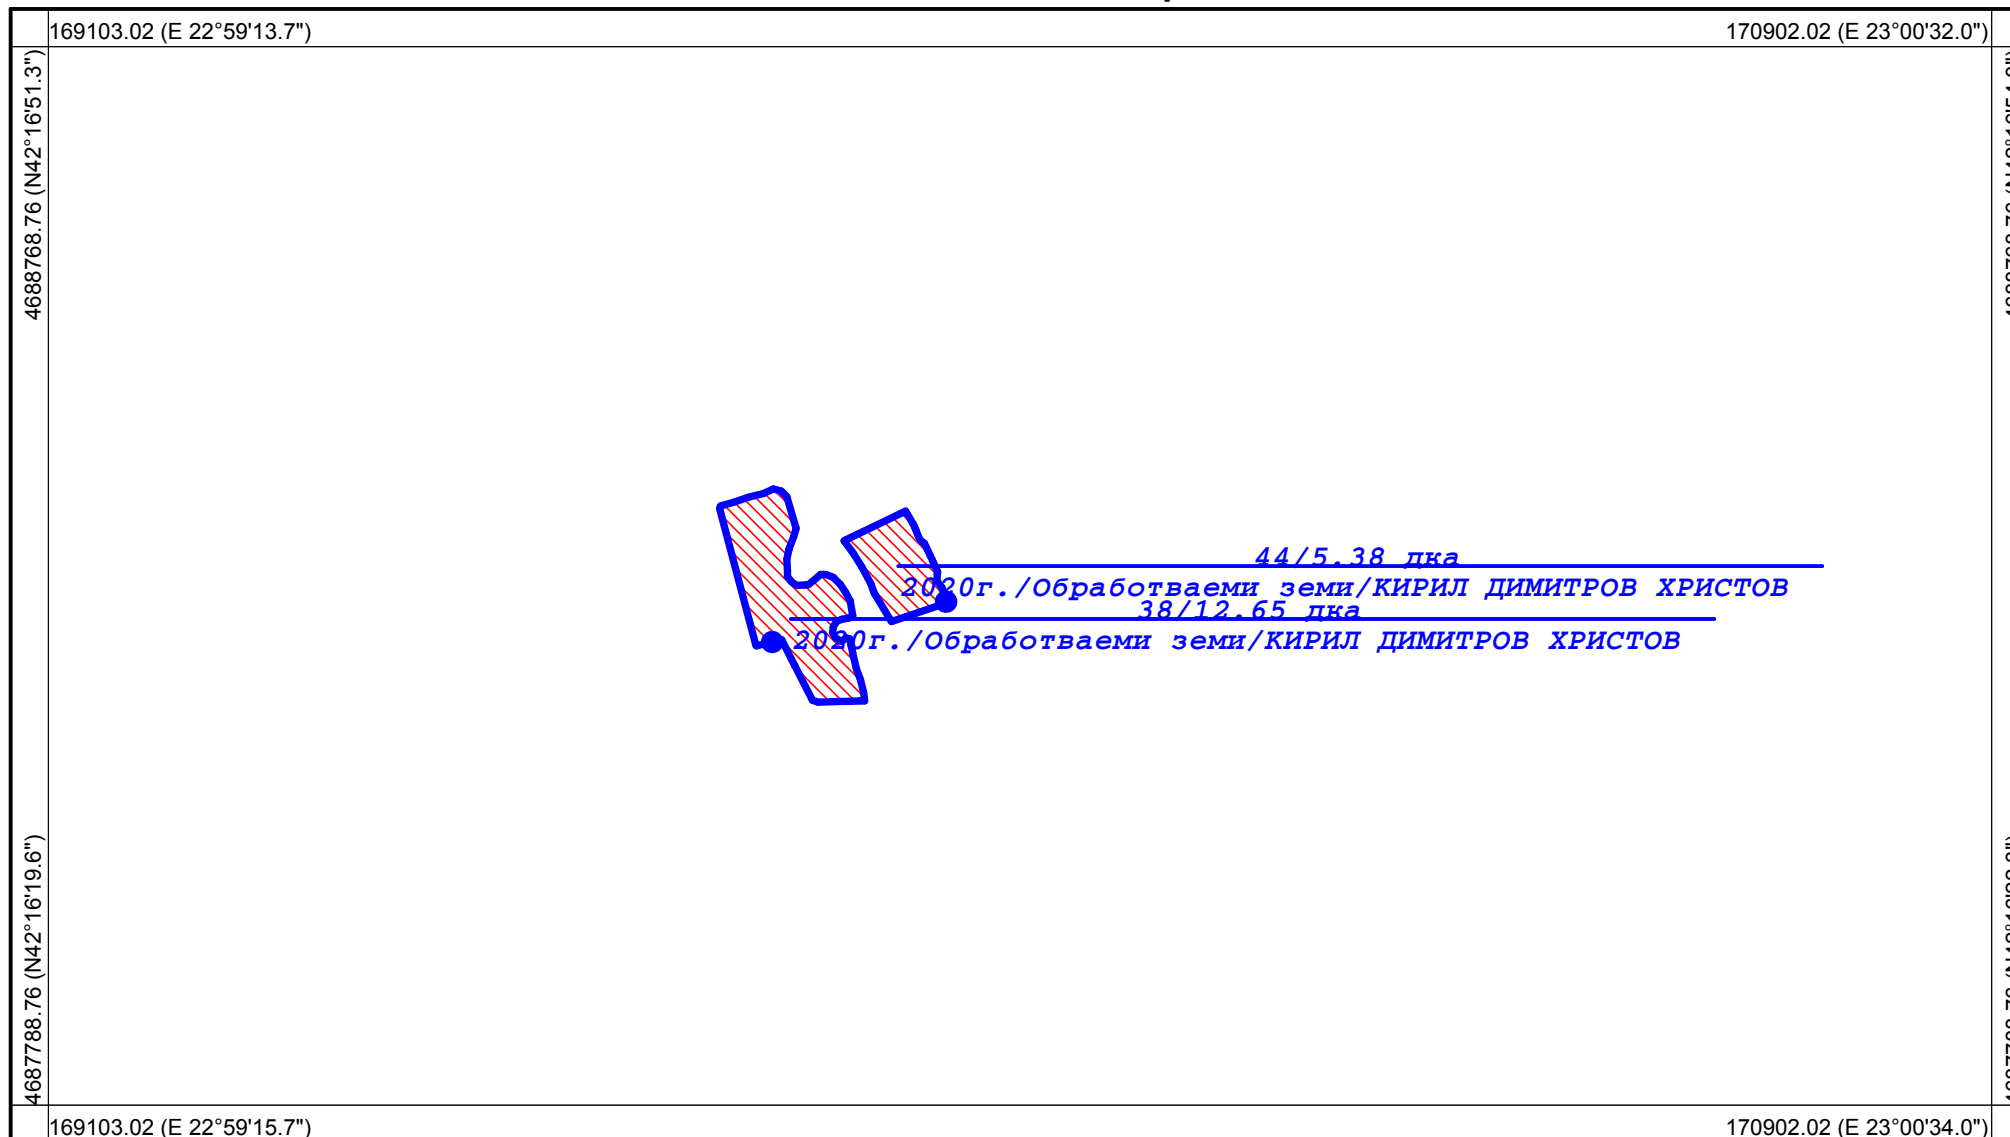 169103.02 (E 22°59'13.7")
170902.02 (E 23°00'32.0")
4688768.76 (N42°16'51.3")
44/5.38 дка
2020г./Обработваеми земи/КИРИЛ ДИМИТРОВ ХРИСТОВ
38/12.65 дка
2020г./Обработваеми земи/КИРИЛ ДИМИТРОВ ХРИСТОВ
4687788.76 (N42°16'19.6")
169103.02 (E 22°59'15.7")
170902.02 (E 23°00'34.0")